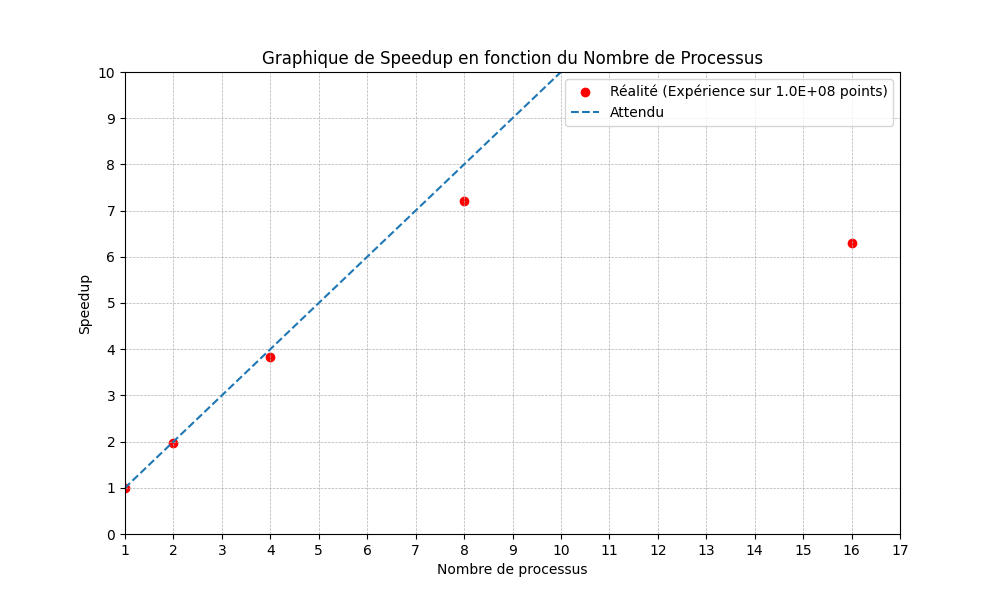 Graphique de Speedup en fonction du Nombre de Processus
10
9
8
7
6
5
4
3
2
1
0
Speedup
Réalité (Expérience sur 1.0E+08 points)
Attendu
1 2 3 4 5 6 7 8 9 10 11 12 13 14 15 16 17
Nombre de processus